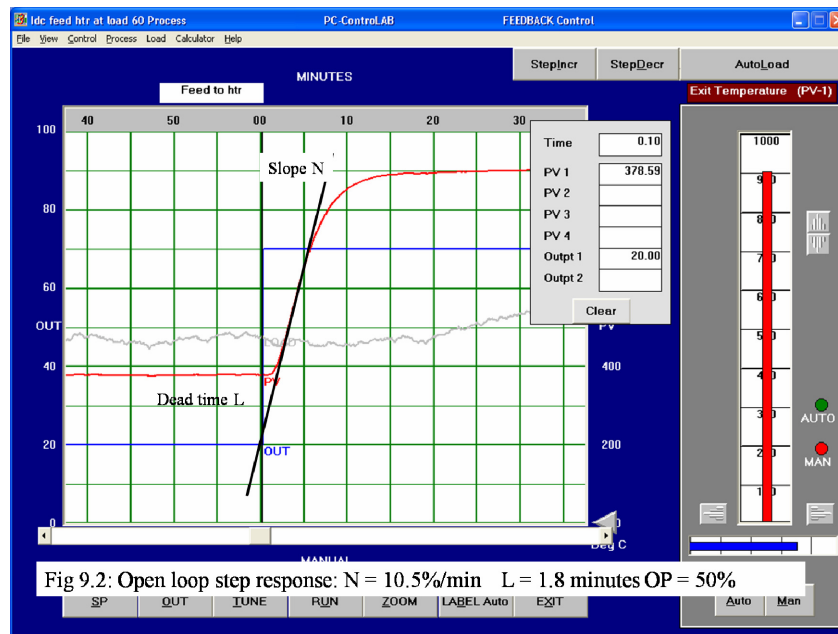 Idc feed htr at load 60 Process PC-ControLAB FEEDBACK Control
File View Control Process Load Calculator Help
StepIncr StepDecr AutoLoad
MINUTES
Feed to htr
Exit Temperature (PV-1)
40 50 00 10 20 30
100
80
60
OUT
40
20
0
Slope N
LOAD
PV
Dead time L
OUT
Time 0.10
PV 1 378.59
PV 2
PV 3
PV 4
Outpt 1 20.00
Outpt 2
Clear
PV
400
200
0
Deg C
1000
AUTO
MAN
MANUAL
Fig 9.2: Open loop step response: N = 10.5%/min L = 1.8 minutes OP = 50%
SP OUT TUNE RUN ZOOM LABEL Auto EXIT
Auto Man